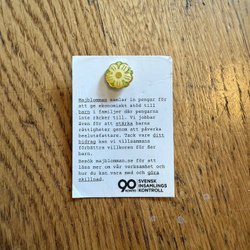 Majblomman samlar in pengar för
att ge ekonomiskt stöd till
barn i familjer där pengarna
inte räcker till. Vi jobbar
även för att stärka barns
rättigheter genom att påverka
beslutsfattare. Tack vare ditt
bidrag kan vi tillsammans
förbättra villkoren för fler
barn.
Besök majblomman.se för att
läsa mer om vår verksamhet och
hur du kan vara med och göra
skillnad.
90
KONTO
SVENSK
INSAMLINGS
KONTROLL